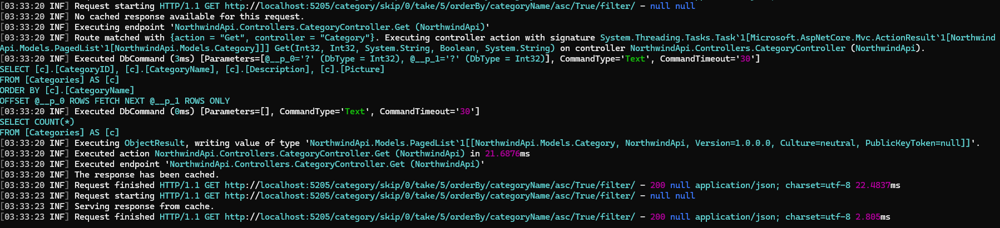 [03:33:20 INF] Request starting HTTP/1.1 GET http://localhost:5205/category/skip/0/take/5/orderBy/categoryName/asc/True/filter/ - null null
[03:33:20 INF] No cached response available for this request.
[03:33:20 INF] Executing endpoint 'NorthwindApi.Controllers.CategoryController.Get (NorthwindApi)'
[03:33:20 INF] Route matched with {action = "Get", controller = "Category"}. Executing controller action with signature System.Threading.Tasks.Task`1[Microsoft.AspNetCore.Mvc.ActionResult`1[Northwind
Api.Models.PagedList`1[NorthwindApi.Models.Category]]] Get(Int32, Int32, System.String, Boolean, System.String) on controller NorthwindApi.Controllers.CategoryController (NorthwindApi).
[03:33:20 INF] Executed DbCommand (3ms) [Parameters=[@__p_0='?' (DbType = Int32), @__p_1='?' (DbType = Int32)], CommandType='Text', CommandTimeout='30']
SELECT [c].[CategoryID], [c].[CategoryName], [c].[Description], [c].[Picture]
FROM [Categories] AS [c]
ORDER BY [c].[CategoryName]
OFFSET @__p_0 ROWS FETCH NEXT @__p_1 ROWS ONLY
[03:33:20 INF] Executed DbCommand (0ms) [Parameters=[], CommandType='Text', CommandTimeout='30']
SELECT COUNT(*)
FROM [Categories] AS [c]
[03:33:20 INF] Executing ObjectResult, writing value of type 'NorthwindApi.Models.PagedList`1[[NorthwindApi.Models.Category, NorthwindApi, Version=1.0.0.0, Culture=neutral, PublicKeyToken=null]]'.
[03:33:20 INF] Executed action NorthwindApi.Controllers.CategoryController.Get (NorthwindApi) in 21.6876ms
[03:33:20 INF] Executed endpoint 'NorthwindApi.Controllers.CategoryController.Get (NorthwindApi)'
[03:33:20 INF] The response has been cached.
[03:33:20 INF] Request finished HTTP/1.1 GET http://localhost:5205/category/skip/0/take/5/orderBy/categoryName/asc/True/filter/ - 200 null application/json; charset=utf-8 22.4837ms
[03:33:23 INF] Request starting HTTP/1.1 GET http://localhost:5205/category/skip/0/take/5/orderBy/categoryName/asc/True/filter/ - null null
[03:33:23 INF] Serving response from cache.
[03:33:23 INF] Request finished HTTP/1.1 GET http://localhost:5205/category/skip/0/take/5/orderBy/categoryName/asc/True/filter/ - 200 null application/json; charset=utf-8 2.805ms